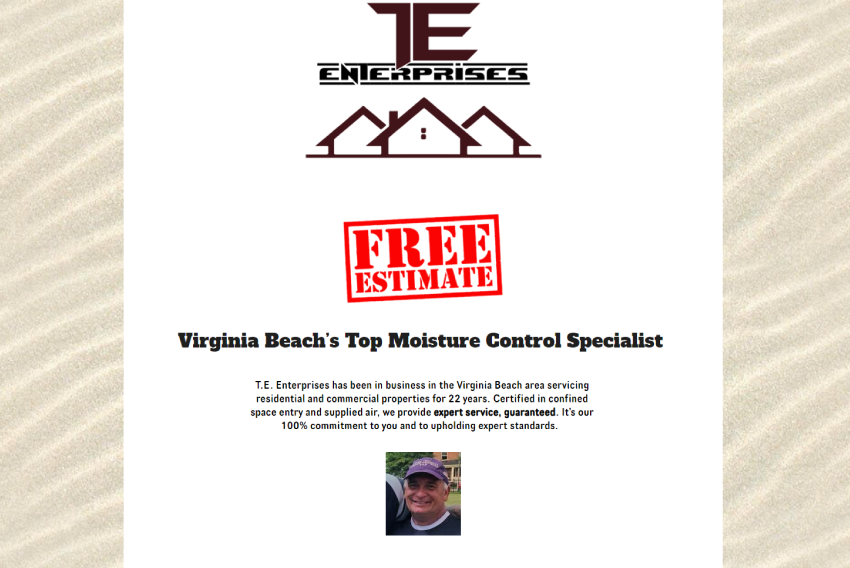 TE
ENTERPRISES
FREE
ESTIMATE
Virginia Beach's Top Moisture Control Specialist
T.E. Enterprises has been in business in the Virginia Beach area servicing
residential and commercial properties for 22 years. Certified in confined
space entry and supplied air, we provide expert service, guaranteed. It's our
100% commitment to you and to upholding expert standards.